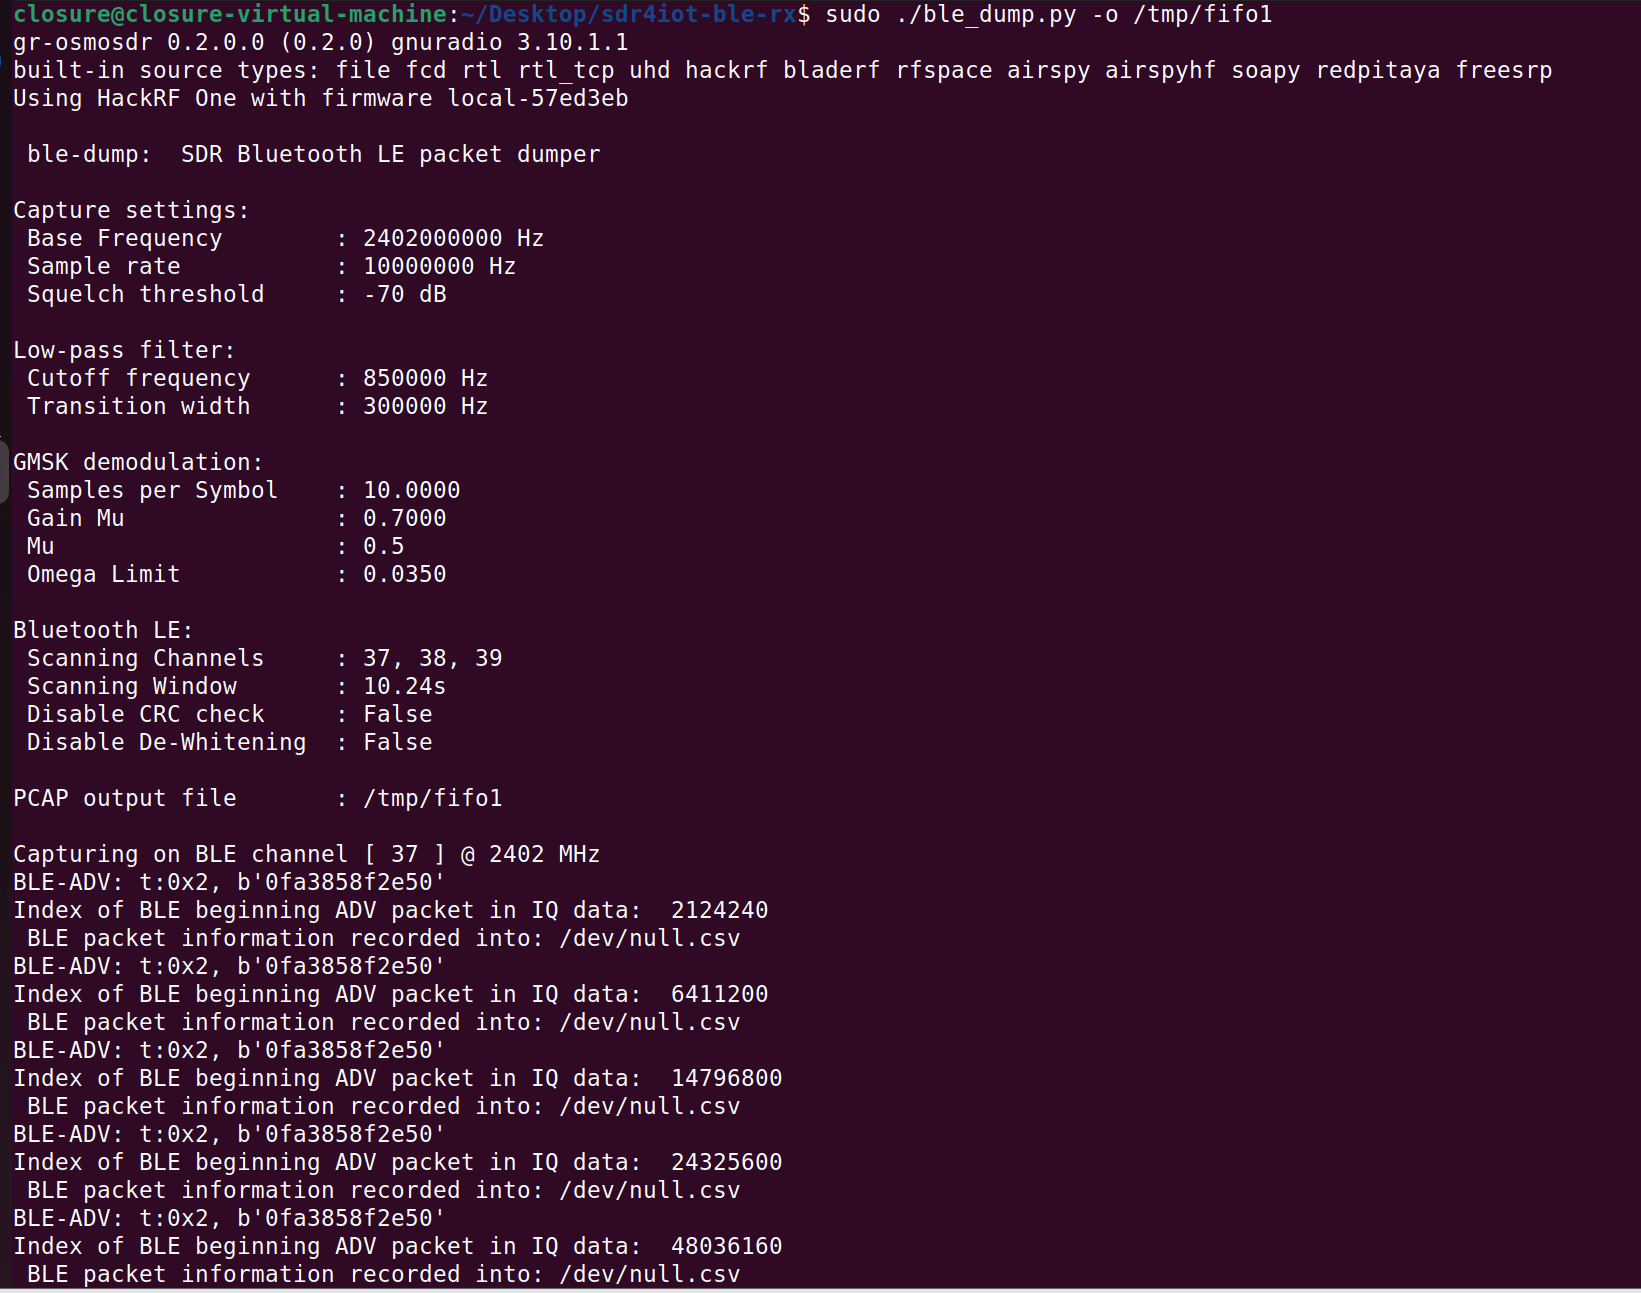 closure@closure-virtual-machine:~/Desktop/sdr4iot-ble-rx$ sudo ./ble_dump.py -o /tmp/fifo1
gr-osmosdr 0.2.0.0 (0.2.0) gnuradio 3.10.1.1
built-in source types: file fcd rtl rtl_tcp uhd hackrf bladerf rfspace airspy airspyhf soapy redpitaya freesrp
Using HackRF One with firmware local-57ed3eb
ble-dump:  SDR Bluetooth LE packet dumper
Capture settings:
Base Frequency        : 2402000000 Hz
Sample rate           : 10000000 Hz
Squelch threshold     : -70 dB
Low-pass filter:
Cutoff frequency      : 850000 Hz
Transition width      : 300000 Hz
GMSK demodulation:
Samples per Symbol    : 10.0000
Gain Mu               : 0.7000
Mu                    : 0.5
Omega Limit           : 0.0350
Bluetooth LE:
Scanning Channels     : 37, 38, 39
Scanning Window       : 10.24s
Disable CRC check     : False
Disable De-Whitening  : False
PCAP output file       : /tmp/fifo1
Capturing on BLE channel [ 37 ] @ 2402 MHz
BLE-ADV: t:0x2, b'0fa3858f2e50'
Index of BLE beginning ADV packet in IQ data:  2124240
BLE packet information recorded into: /dev/null.csv
BLE-ADV: t:0x2, b'0fa3858f2e50'
Index of BLE beginning ADV packet in IQ data:  6411200
BLE packet information recorded into: /dev/null.csv
BLE-ADV: t:0x2, b'0fa3858f2e50'
Index of BLE beginning ADV packet in IQ data:  14796800
BLE packet information recorded into: /dev/null.csv
BLE-ADV: t:0x2, b'0fa3858f2e50'
Index of BLE beginning ADV packet in IQ data:  24325600
BLE packet information recorded into: /dev/null.csv
BLE-ADV: t:0x2, b'0fa3858f2e50'
Index of BLE beginning ADV packet in IQ data:  48036160
BLE packet information recorded into: /dev/null.csv